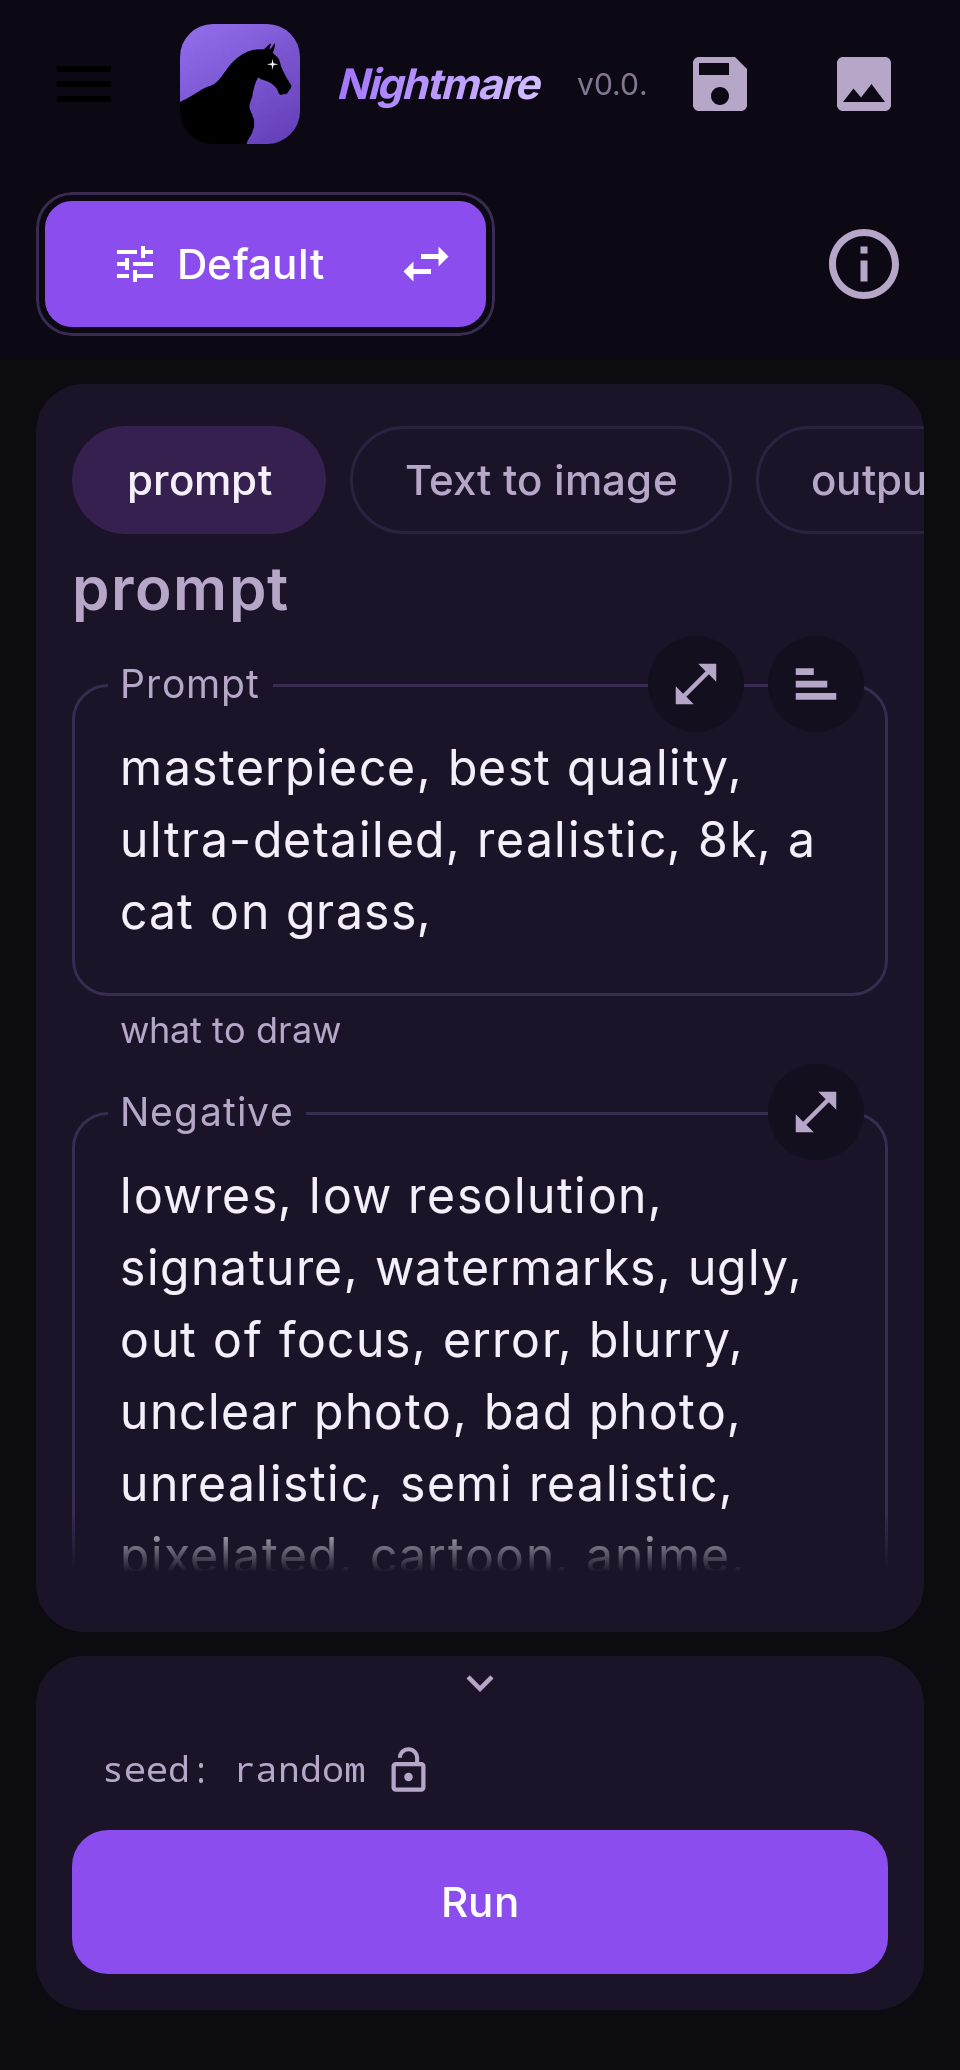 Nightmare v0.0.
Default
prompt Text to image outpu
prompt
Prompt
masterpiece, best quality,
ultra-detailed, realistic, 8k, a
cat on grass,
what to draw
Negative
lowres, low resolution,
signature, watermarks, ugly,
out of focus, error, blurry,
unclear photo, bad photo,
unrealistic, semi realistic,
pixelated, cartoon, anime,
seed: random
Run